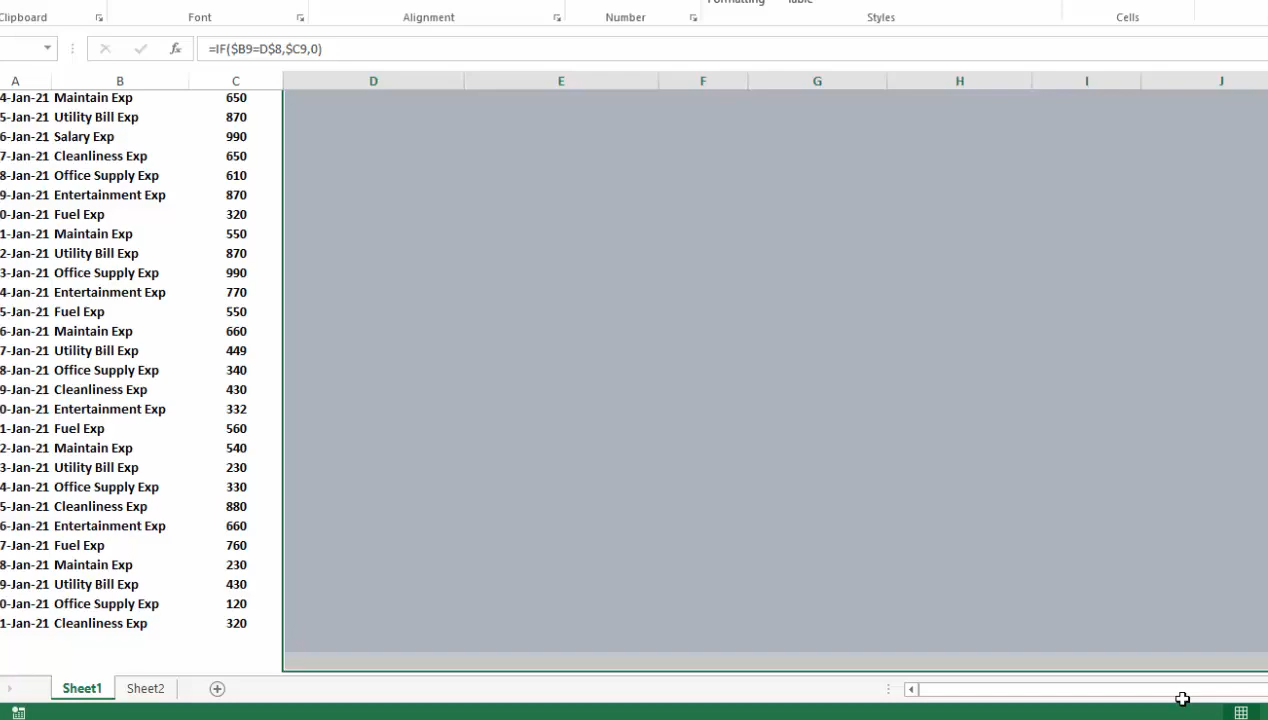 Formatting Table
Clipboard Font Alignment Number Styles Cells
=IF($B9=D$8,$C9,0)
A B C D E F G H I J
4-Jan-21 Maintain Exp 650
5-Jan-21 Utility Bill Exp 870
6-Jan-21 Salary Exp 990
7-Jan-21 Cleanliness Exp 650
8-Jan-21 Office Supply Exp 610
9-Jan-21 Entertainment Exp 870
0-Jan-21 Fuel Exp 320
1-Jan-21 Maintain Exp 550
2-Jan-21 Utility Bill Exp 870
3-Jan-21 Office Supply Exp 990
4-Jan-21 Entertainment Exp 770
5-Jan-21 Fuel Exp 550
6-Jan-21 Maintain Exp 660
7-Jan-21 Utility Bill Exp 449
8-Jan-21 Office Supply Exp 340
9-Jan-21 Cleanliness Exp 430
0-Jan-21 Entertainment Exp 332
1-Jan-21 Fuel Exp 560
2-Jan-21 Maintain Exp 540
3-Jan-21 Utility Bill Exp 230
4-Jan-21 Office Supply Exp 330
5-Jan-21 Cleanliness Exp 880
6-Jan-21 Entertainment Exp 660
7-Jan-21 Fuel Exp 760
8-Jan-21 Maintain Exp 230
9-Jan-21 Utility Bill Exp 430
0-Jan-21 Office Supply Exp 120
1-Jan-21 Cleanliness Exp 320
Sheet1 Sheet2